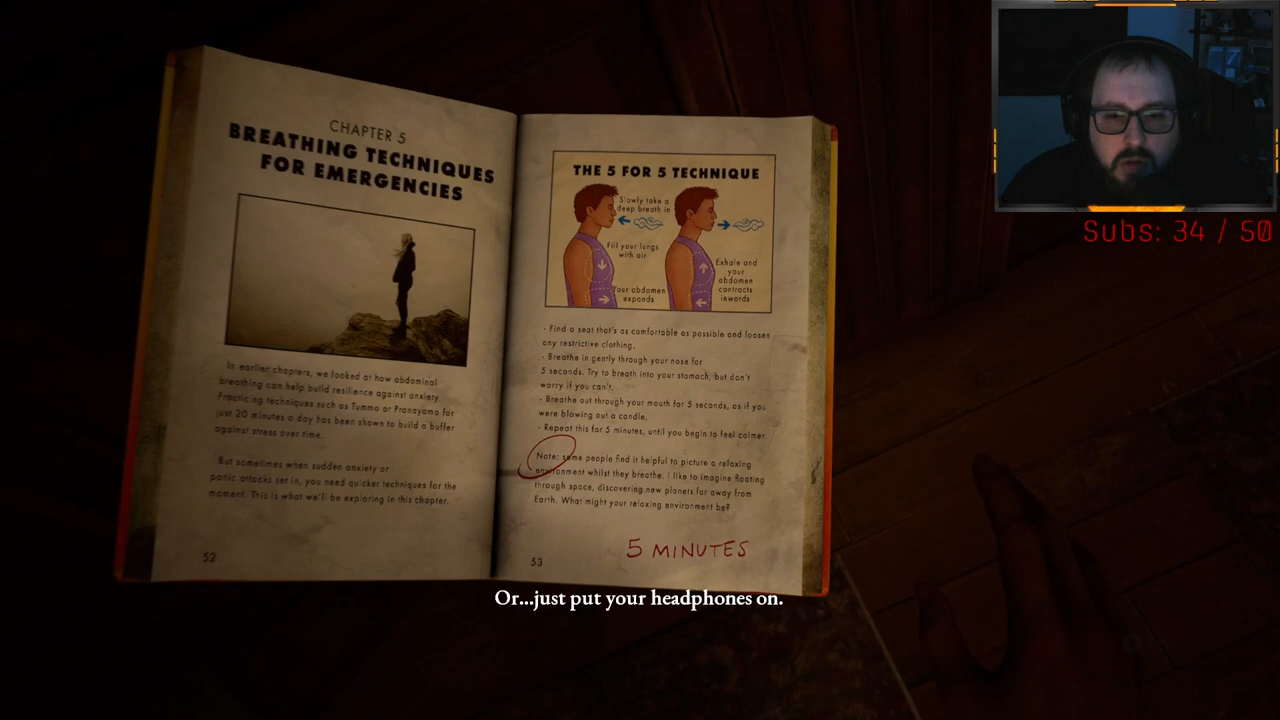 Subs: 34 / 50
CHAPTER 5
BREATHING TECHNIQUES
FOR EMERGENCIES
In earlier chapters, we looked at how abdominal
breathing can help build resilience against anxiety.
Practicing techniques such as Tummo or Pranayama for
just 20 minutes a day has been shown to build a buffer
against stress over time.
But sometimes when sudden anxiety or
panic attacks set in, you need quicker techniques for the
moment. This is what we'll be exploring in this chapter.
52
THE 5 FOR 5 TECHNIQUE
Slowly take a
deep breath in
Fill your lungs
with air
Your abdomen
expands
Exhale and
your
abdomen
contracts
inwards
- Find a seat that's as comfortable as possible and loosen
any restrictive clothing.
- Breathe in gently through your nose for
5 seconds. Try to breath into your stomach, but don't
worry if you can't.
- Breathe out through your mouth for 5 seconds, as if you
were blowing out a candle.
- Repeat this for 5 minutes, until you begin to feel calmer.
Note: some people find it helpful to picture a relaxing
environment whilst they breathe. I like to imagine floating
through space, discovering new planets far away from
Earth. What might your relaxing environment be?
5 MINUTES
53
Or...just put your headphones on.